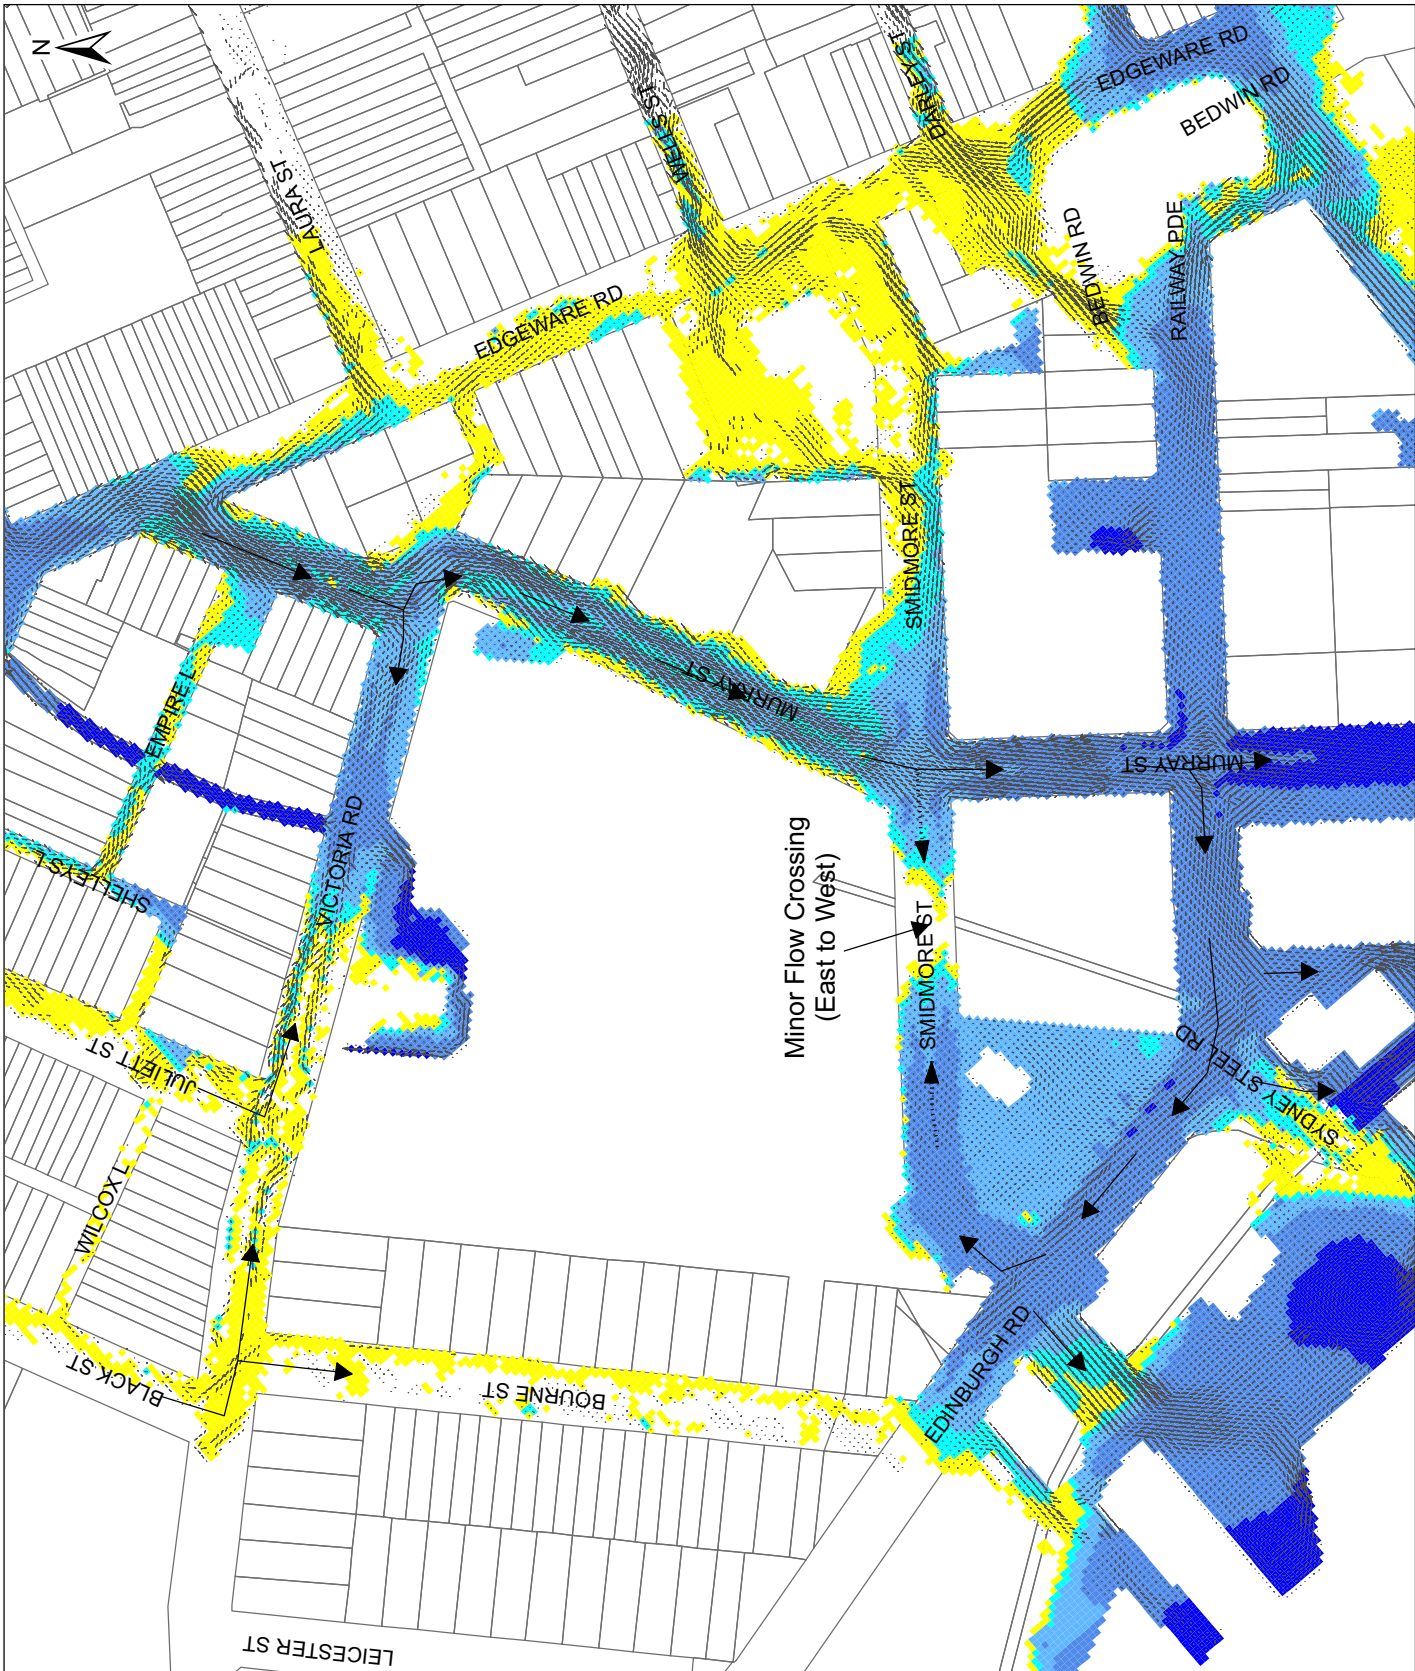 N
LAURA ST
WELLS ST
DARLEY ST
EDGEWARE RD
BEDWIN RD
BEDWIN RD
RAILWAY PDE
EDGEWARE RD
SMIDMORE ST
MURRAY ST
MURRAY ST
EMPIRE L
SHELLEYS L
VICTORIA RD
JULIETT ST
WILCOX L
BLACK ST
BOURNE ST
LEICESTER ST
Minor Flow Crossing
(East to West)
SMIDMORE ST
SYDNEY STEEL RD
EDINBURGH RD